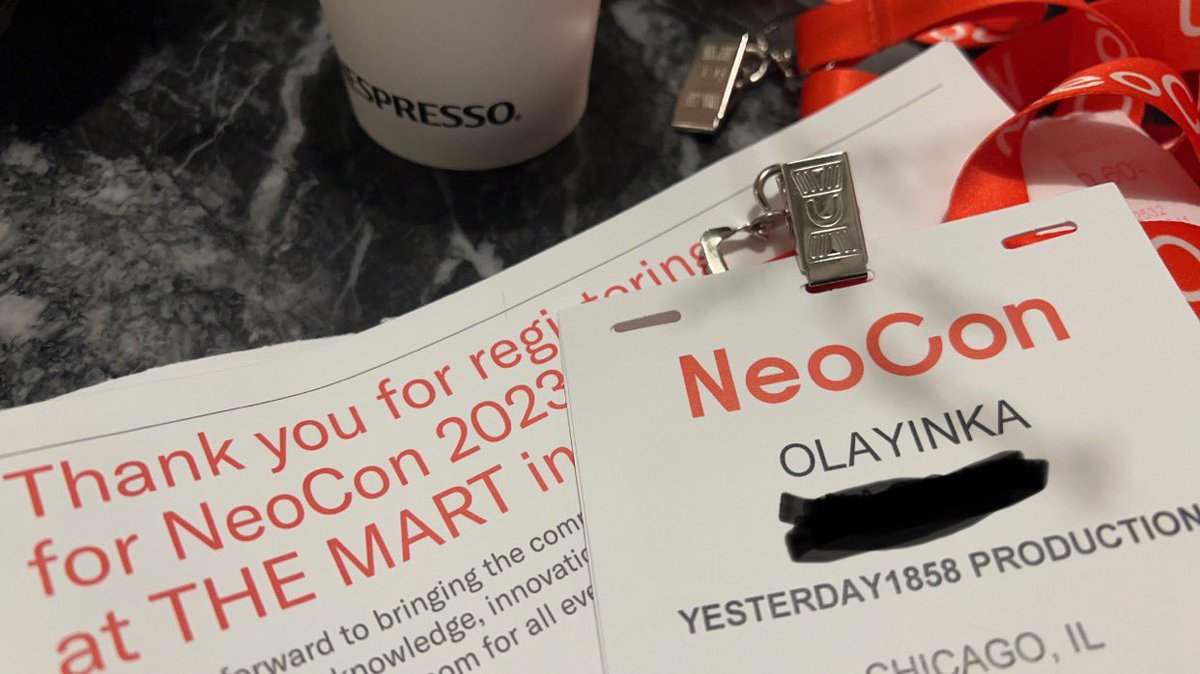 ESPRESSO.
Thank you for registering
for NeoCon 2023
at THE MART in
forward to bringing the com
knowledge, innovatio
om for all eve
NeoCon
OLAYINKA
YESTERDAY1858 PRODUCTION
CHICAGO, IL